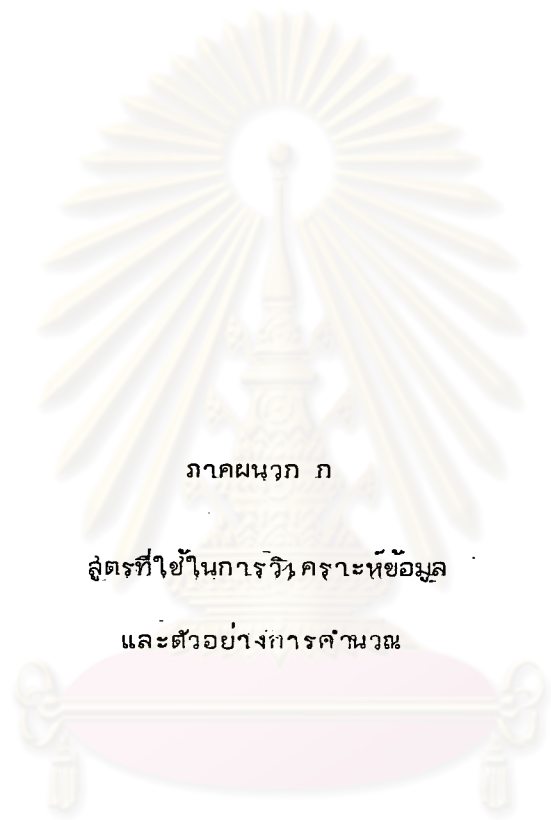 ภาคผนวก ก
สูตรที่ใช้ในการวิเคราะห์ข้อมูล
และตัวอย่างการคำนวณ